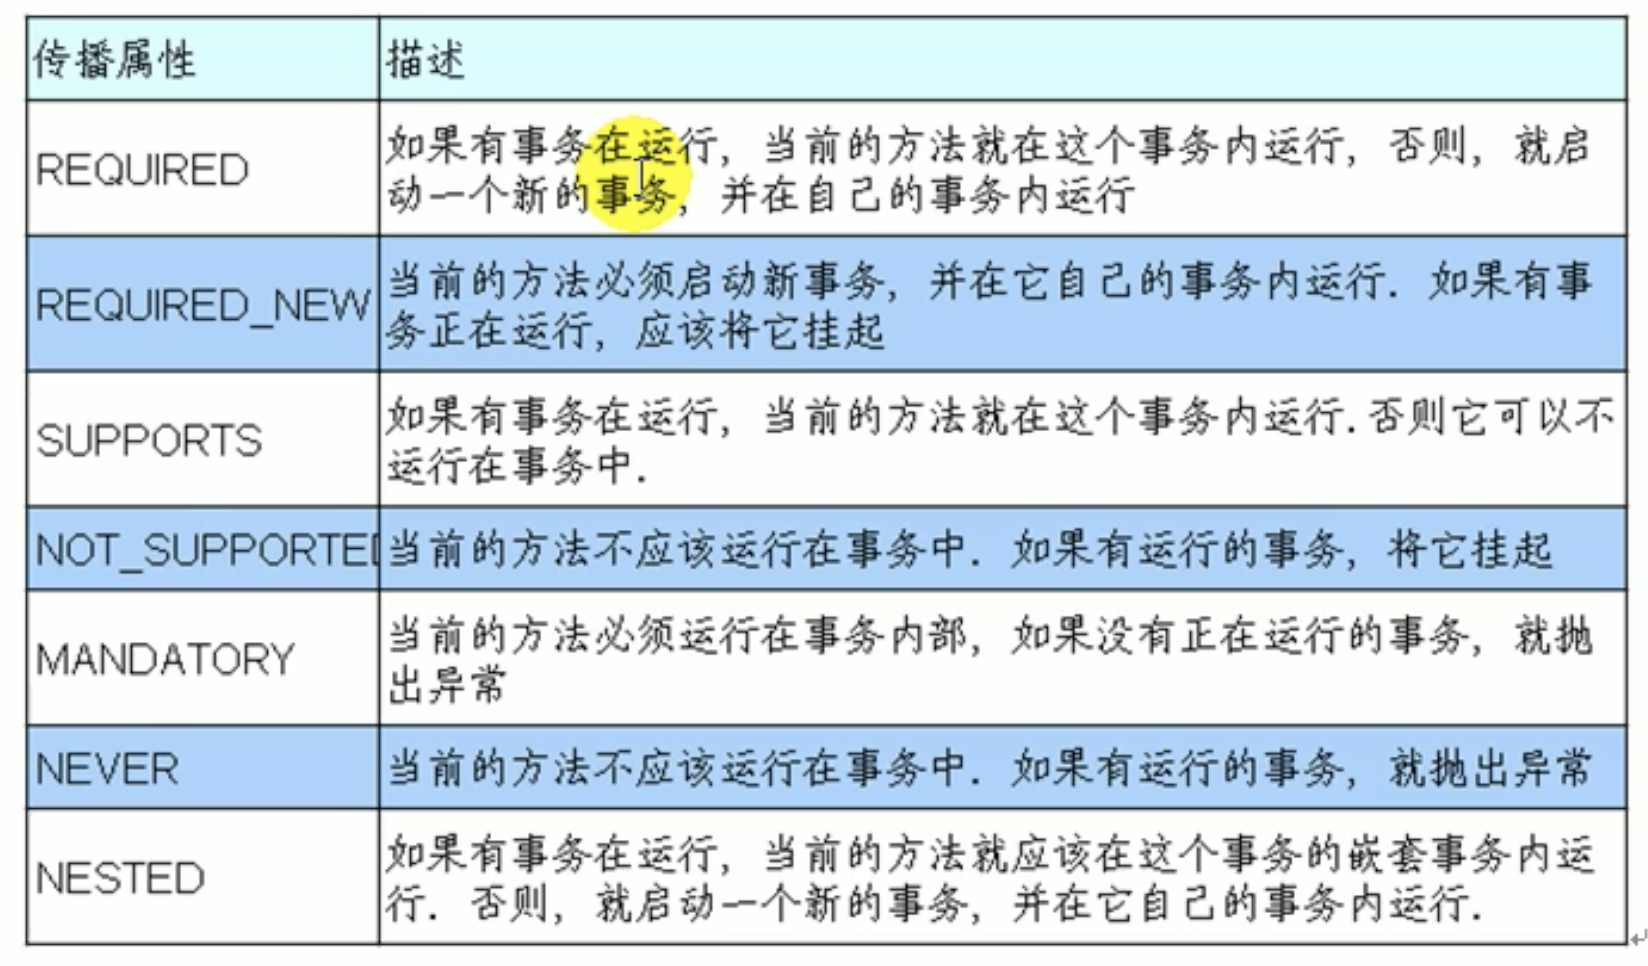 传播属性
描述
REQUIRED
如果有事务在运行，当前的方法就在这个事务内运行，否则，就启
动一个新的事务，并在自己的事务内运行
REQUIRED_NEW
当前的方法必须启动新事务，并在它自己的事务内运行. 如果有事
务正在运行，应该将它挂起
SUPPORTS
如果有事务在运行，当前的方法就在这个事务内运行.否则它可以不
运行在事务中.
NOT_SUPPORTED
当前的方法不应该运行在事务中. 如果有运行的事务，将它挂起
MANDATORY
当前的方法必须运行在事务内部，如果没有正在运行的事务，就抛
出异常
NEVER
当前的方法不应该运行在事务中. 如果有运行的事务，就抛出异常
NESTED
如果有事务在运行，当前的方法就应该在这个事务的嵌套事务内运
行. 否则，就启动一个新的事务，并在它自己的事务内运行.